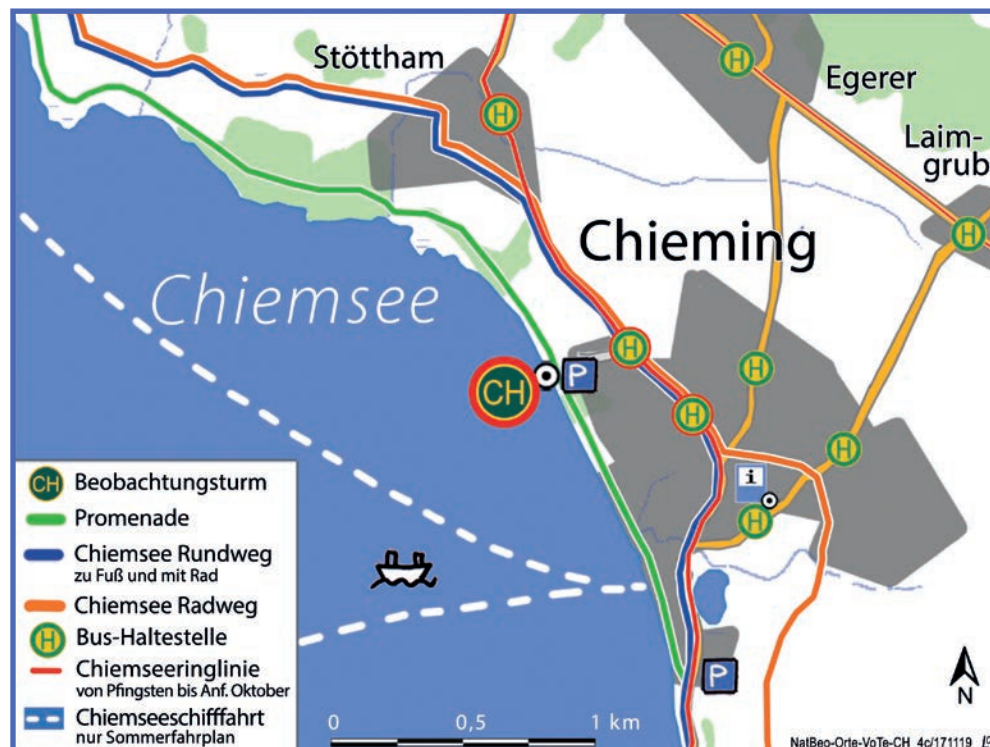 Stöttham
H
H
Egerer
Laim-
grub
H
Chieming
Chiemsee
H
H
CH
P
H
H
i
H
P
CH Beobachtungsturm
Promenade
Chiemsee Rundweg
zu Fuß und mit Rad
Chiemsee Radweg
H Bus-Haltestelle
Chiemseeringlinie
von Pfingsten bis Anf. Oktober
Chiemseeschifffahrt
nur Sommerfahrplan
0 0,5 1 km
N
NatBeo-Orte-VoTe-CH_4c/171119